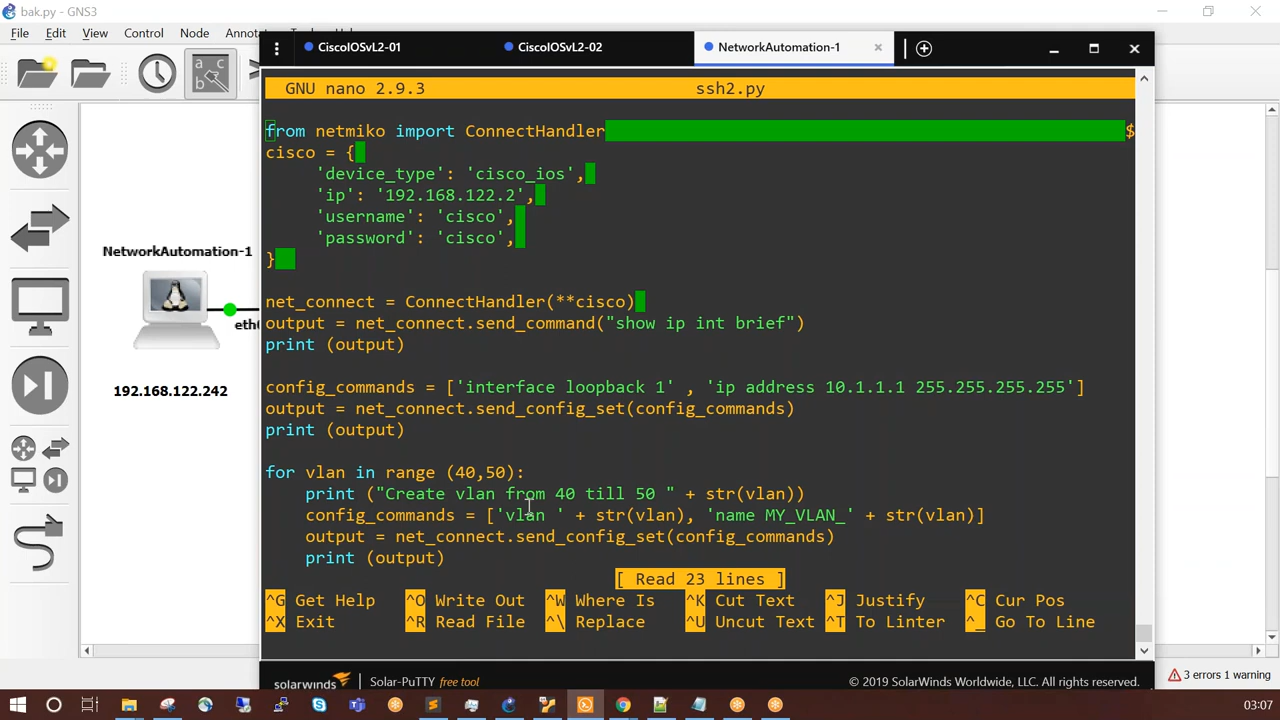 bak.py - GNS3
File Edit View Control Node Annota
CiscoIOSvL2-01
CiscoIOSvL2-02
NetworkAutomation-1
GNU nano 2.9.3
ssh2.py
from netmiko import ConnectHandler $
cisco = {
'device_type': 'cisco_ios',
'ip': '192.168.122.2',
'username': 'cisco',
'password': 'cisco',
}
net_connect = ConnectHandler(**cisco)
output = net_connect.send_command("show ip int brief")
print (output)
config_commands = ['interface loopback 1' , 'ip address 10.1.1.1 255.255.255.255']
output = net_connect.send_config_set(config_commands)
print (output)
for vlan in range (40,50):
print ("Create vlan from 40 till 50 " + str(vlan))
config_commands = ['vlan ' + str(vlan), 'name MY_VLAN_' + str(vlan)]
output = net_connect.send_config_set(config_commands)
print (output)
[ Read 23 lines ]
^G Get Help ^O Write Out ^W Where Is ^K Cut Text ^J Justify ^C Cur Pos
^X Exit ^R Read File ^\ Replace ^U Uncut Text ^T To Linter ^_ Go To Line
NetworkAutomation-1
eth
192.168.122.242
abc
solarwinds
Solar-PuTTY free tool
© 2019 SolarWinds Worldwide, LLC. All rights reserved.
3 errors 1 warning
03:07